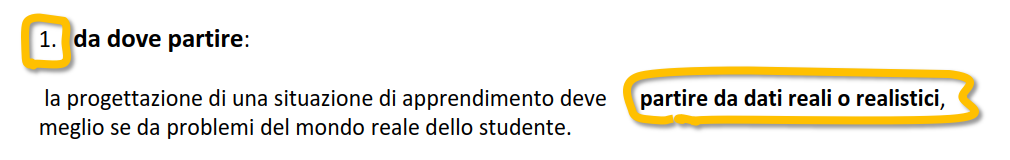 1. da dove partire:
la progettazione di una situazione di apprendimento deve partire da dati reali o realistici,
meglio se da problemi del mondo reale dello studente.